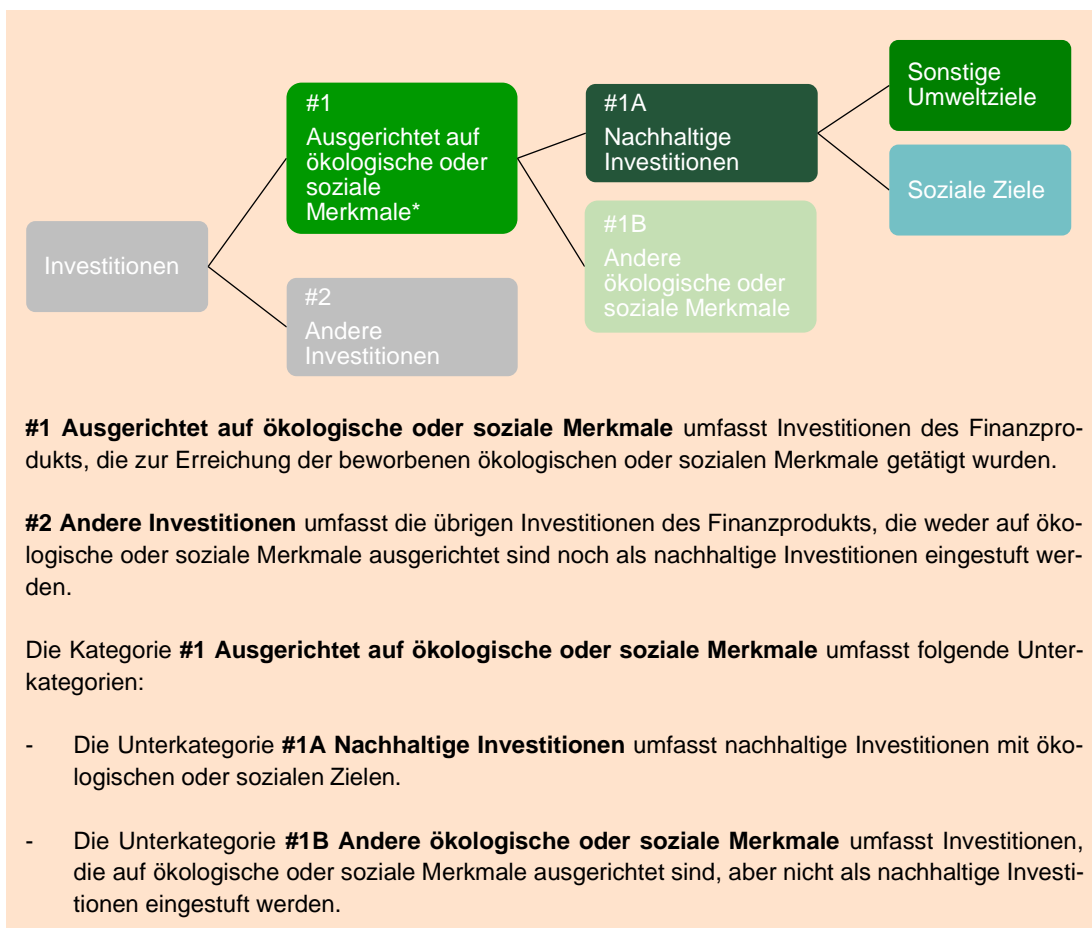 Investitionen
#1
Ausgerichtet auf
ökologische oder
soziale
Merkmale*
#2
Andere
Investitionen
#1A
Nachhaltige
Investitionen
#1B
Andere
ökologische oder
soziale Merkmale
Sonstige
Umweltziele
Soziale Ziele
#1 Ausgerichtet auf ökologische oder soziale Merkmale umfasst Investitionen des Finanzpro-
dukts, die zur Erreichung der beworbenen ökologischen oder sozialen Merkmale getätigt wurden.
#2 Andere Investitionen umfasst die übrigen Investitionen des Finanzprodukts, die weder auf öko-
logische oder soziale Merkmale ausgerichtet sind noch als nachhaltige Investitionen eingestuft wer-
den.
Die Kategorie #1 Ausgerichtet auf ökologische oder soziale Merkmale umfasst folgende Unter-
kategorien:
- Die Unterkategorie #1A Nachhaltige Investitionen umfasst nachhaltige Investitionen mit öko-
logischen oder sozialen Zielen.
- Die Unterkategorie #1B Andere ökologische oder soziale Merkmale umfasst Investitionen,
die auf ökologische oder soziale Merkmale ausgerichtet sind, aber nicht als nachhaltige Investi-
tionen eingestuft werden.